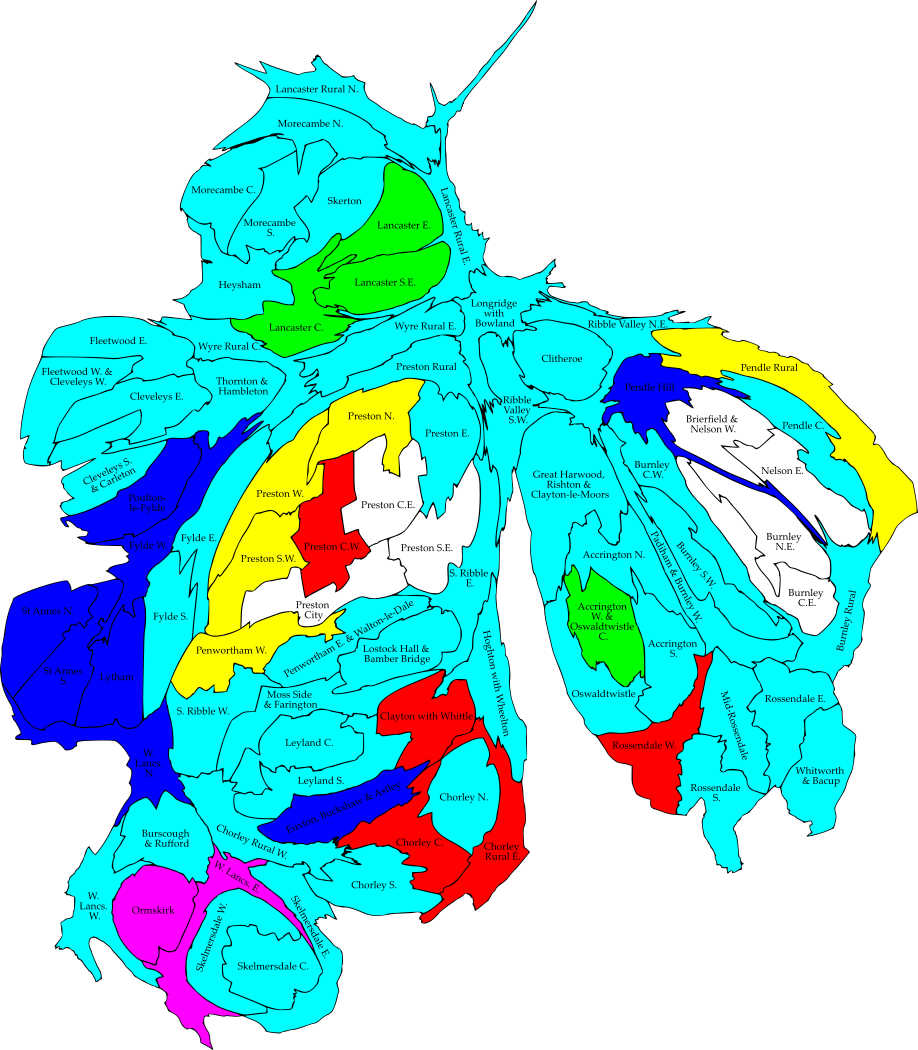 Lancaster Rural N.
Morecambe N.
Morecambe C.
Skerton
Morecambe
S.
Lancaster E.
Lancaster Rural E.
Heysham
Lancaster S.E.
Longridge
with
Bowland
Lancaster C.
Wyre Rural E.
Ribble Valley N.E.
Fleetwood E.
Wyre Rural C.
Clitheroe
Preston Rural
Pendle Rural
Fleetwood W. &
Cleveleys W.
Thornton &
Hambleton
Pendle Hill
Cleveleys E.
Ribble
Valley
S.W.
Preston N.
Brierfield &
Nelson W.
Pendle C.
Preston E.
Cleveleys S.
& Carleton
Burnley
C.W.
Nelson E.
Great Harwood,
Rishton &
Clayton-le-Moors
Poulton-
le-Fylde
Preston W.
Preston C.E.
Fylde W.
Fylde E.
Preston C.W.
Preston S.E.
Burnley
N.E.
Preston S.W.
Accrington N.
Burnley S.W.
Padiham & Burnley W.
S. Ribble
E.
Burnley
C.E.
St Annes N.
Fylde S.
Preston
City
Accrington
W. &
Oswaldtwistle
C.
Burnley Rural
Penwortham E. & Walton-le-Dale
Penwortham W.
Lostock Hall &
Bamber Bridge
Hoghton with Wheelton
Accrington
S.
St Annes
S.
Lytham
Moss Side
& Farington
Oswaldtwistle
Rossendale E.
S. Ribble W.
Clayton with Whittle
Mid-Rossendale
Leyland C.
Rossendale W.
W.
Lancs.
N.
Leyland S.
Whitworth
& Bacup
Euxton, Buckshaw & Astley
Chorley N.
Rossendale
S.
Burscough
& Rufford
Chorley Rural W.
Chorley C.
Chorley
Rural E.
W. Lancs. E.
Chorley S.
W.
Lancs.
W.
Ormskirk
Skelmersdale W.
Skelmersdale E.
Skelmersdale C.